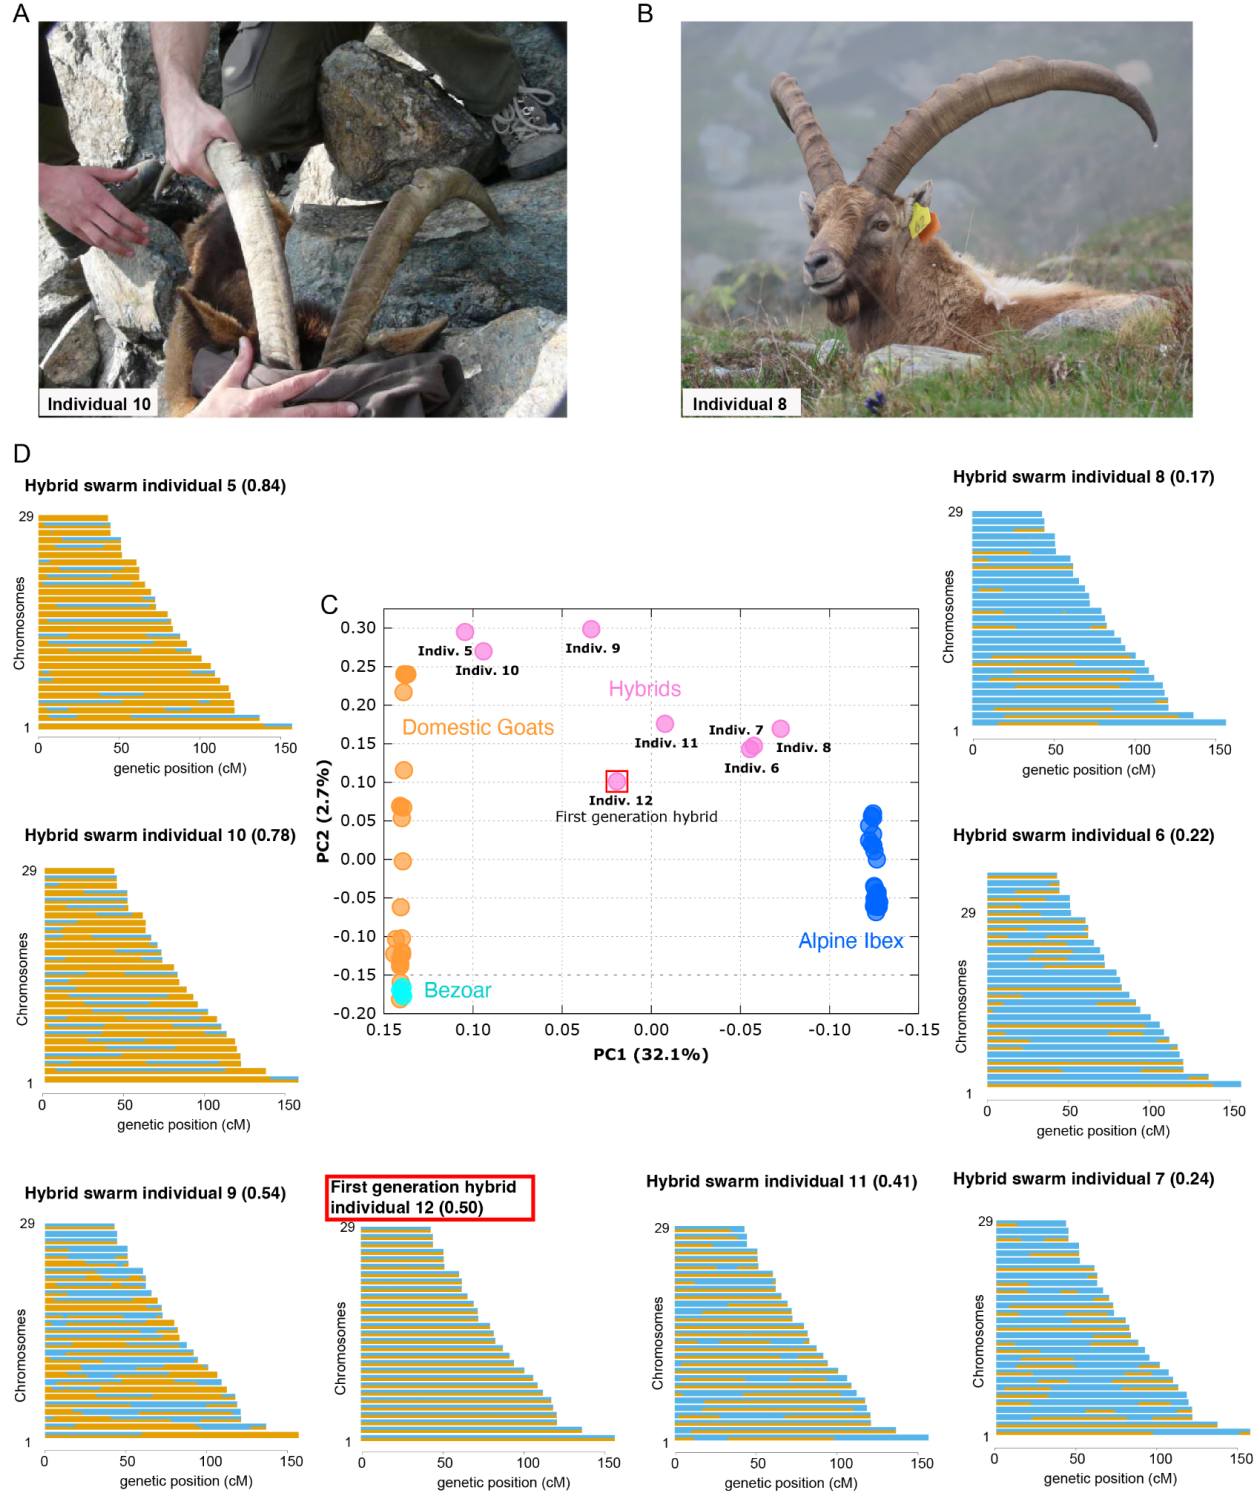 A
B
Individual 10
Individual 8
D
Hybrid swarm individual 5 (0.84)
29
Chromosomes
1
0 50 100 150
genetic position (cM)
Hybrid swarm individual 8 (0.17)
29
Chromosomes
1
0 50 100 150
genetic position (cM)
C
0.30
0.25
0.20
0.15
0.10
0.05
0.00
-0.05
-0.10
-0.15
-0.20
PC2 (2.7%)
Indiv. 5
Indiv. 10
Indiv. 9
Hybrids
Domestic Goats
Indiv. 11
Indiv. 7
Indiv. 8
Indiv. 6
Indiv. 12
First generation hybrid
Alpine Ibex
Bezoar
0.15 0.10 0.05 0.00 -0.05 -0.10 -0.15
PC1 (32.1%)
Hybrid swarm individual 10 (0.78)
29
Chromosomes
1
0 50 100 150
genetic position (cM)
Hybrid swarm individual 6 (0.22)
29
Chromosomes
1
0 50 100 150
genetic position (cM)
Hybrid swarm individual 9 (0.54)
29
Chromosomes
1
0 50 100 150
genetic position (cM)
First generation hybrid
individual 12 (0.50)
29
Chromosomes
1
0 50 100 150
genetic position (cM)
Hybrid swarm individual 11 (0.41)
29
Chromosomes
1
0 50 100 150
genetic position (cM)
Hybrid swarm individual 7 (0.24)
29
Chromosomes
1
0 50 100 150
genetic position (cM)